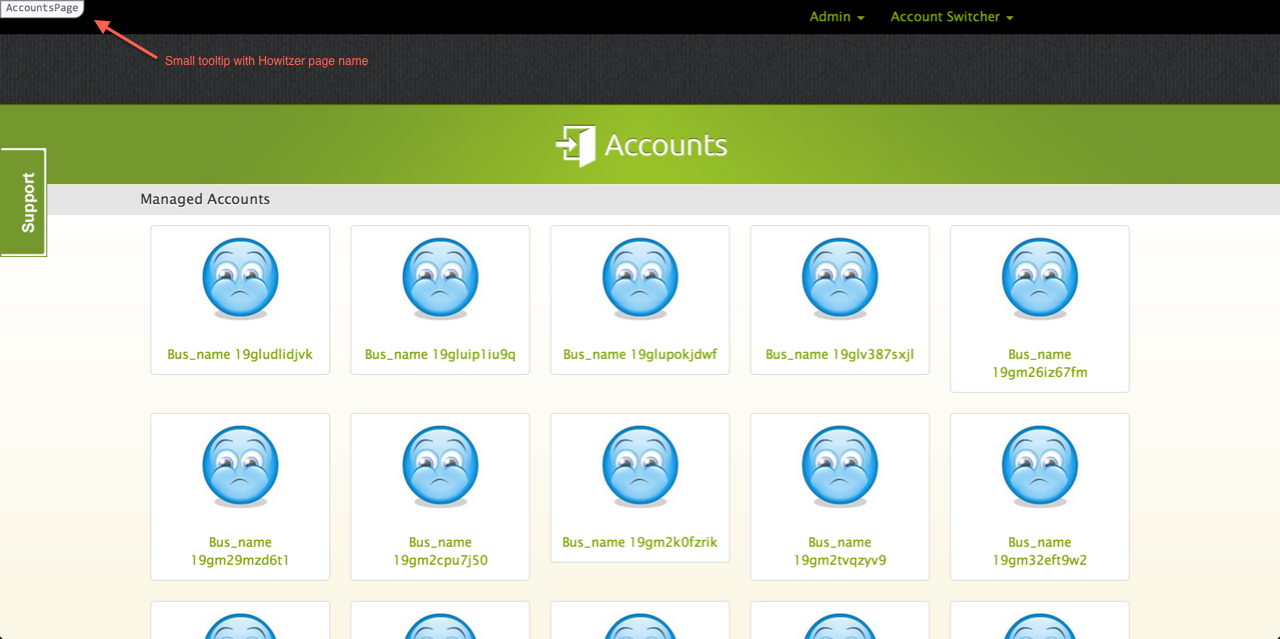 AccountsPage
Admin
Account Switcher
Small tooltip with Howitzer page name
Accounts
Support
Managed Accounts
Bus_name 19gludlidjvk
Bus_name 19gluip1iu9q
Bus_name 19glupokjdwf
Bus_name 19glv387sxjl
Bus_name
19gm26iz67fm
Bus_name
19gm29mzd6t1
Bus_name
19gm2cpu7j50
Bus_name 19gm2k0fzrik
Bus_name
19gm2tvqzyv9
Bus_name
19gm32eft9w2